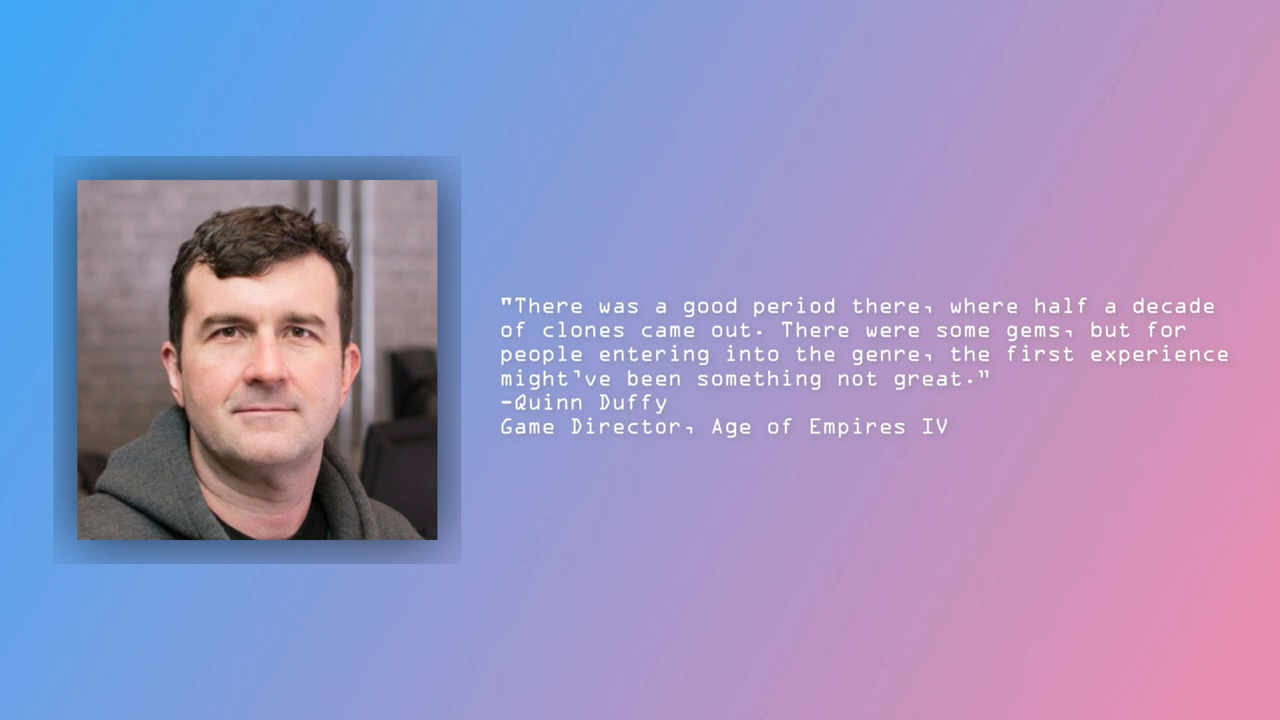 "There was a good period there, where half a decade
of clones came out. There were some gems, but for
people entering into the genre, the first experience
might've been something not great."
-Quinn Duffy
Game Director, Age of Empires IV